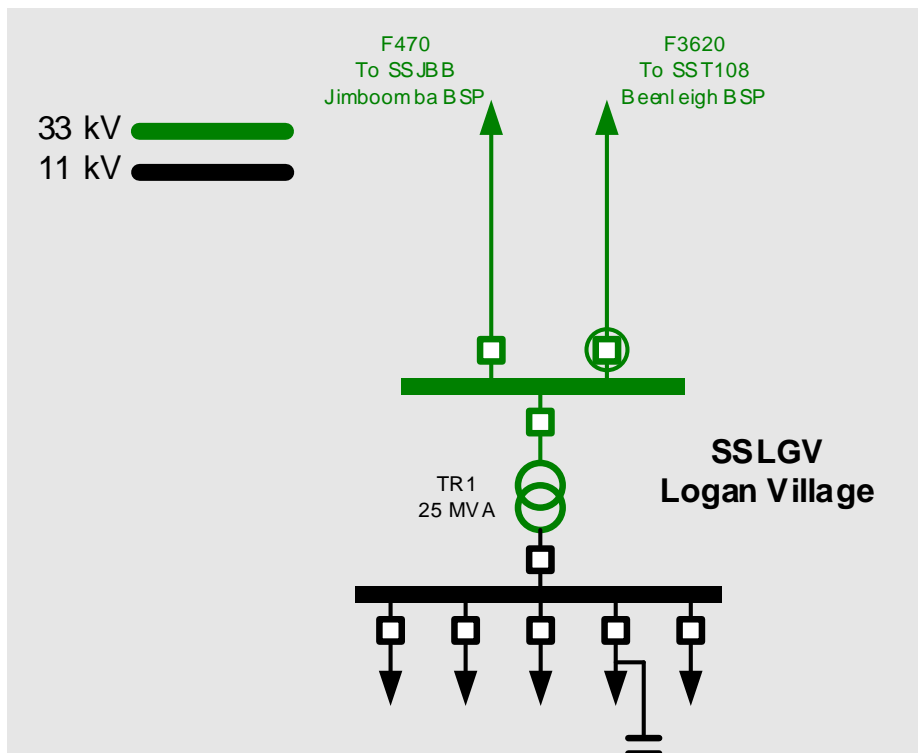 F470
To SSJBB
Jimboomba BSP
F3620
To SST108
Beenleigh BSP
33 kV
11 kV
SSLGV
Logan Village
TR1
25 MVA